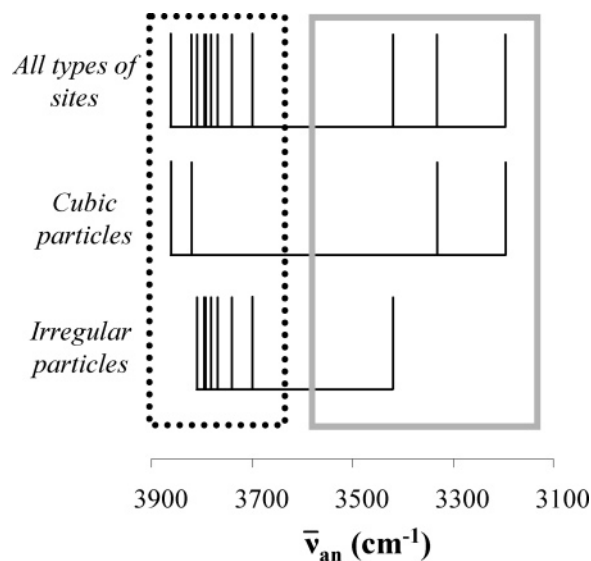 All types of
sites
Cubic
particles
Irregular
particles
3900 3700 3500 3300 3100
ν̄an (cm-1)